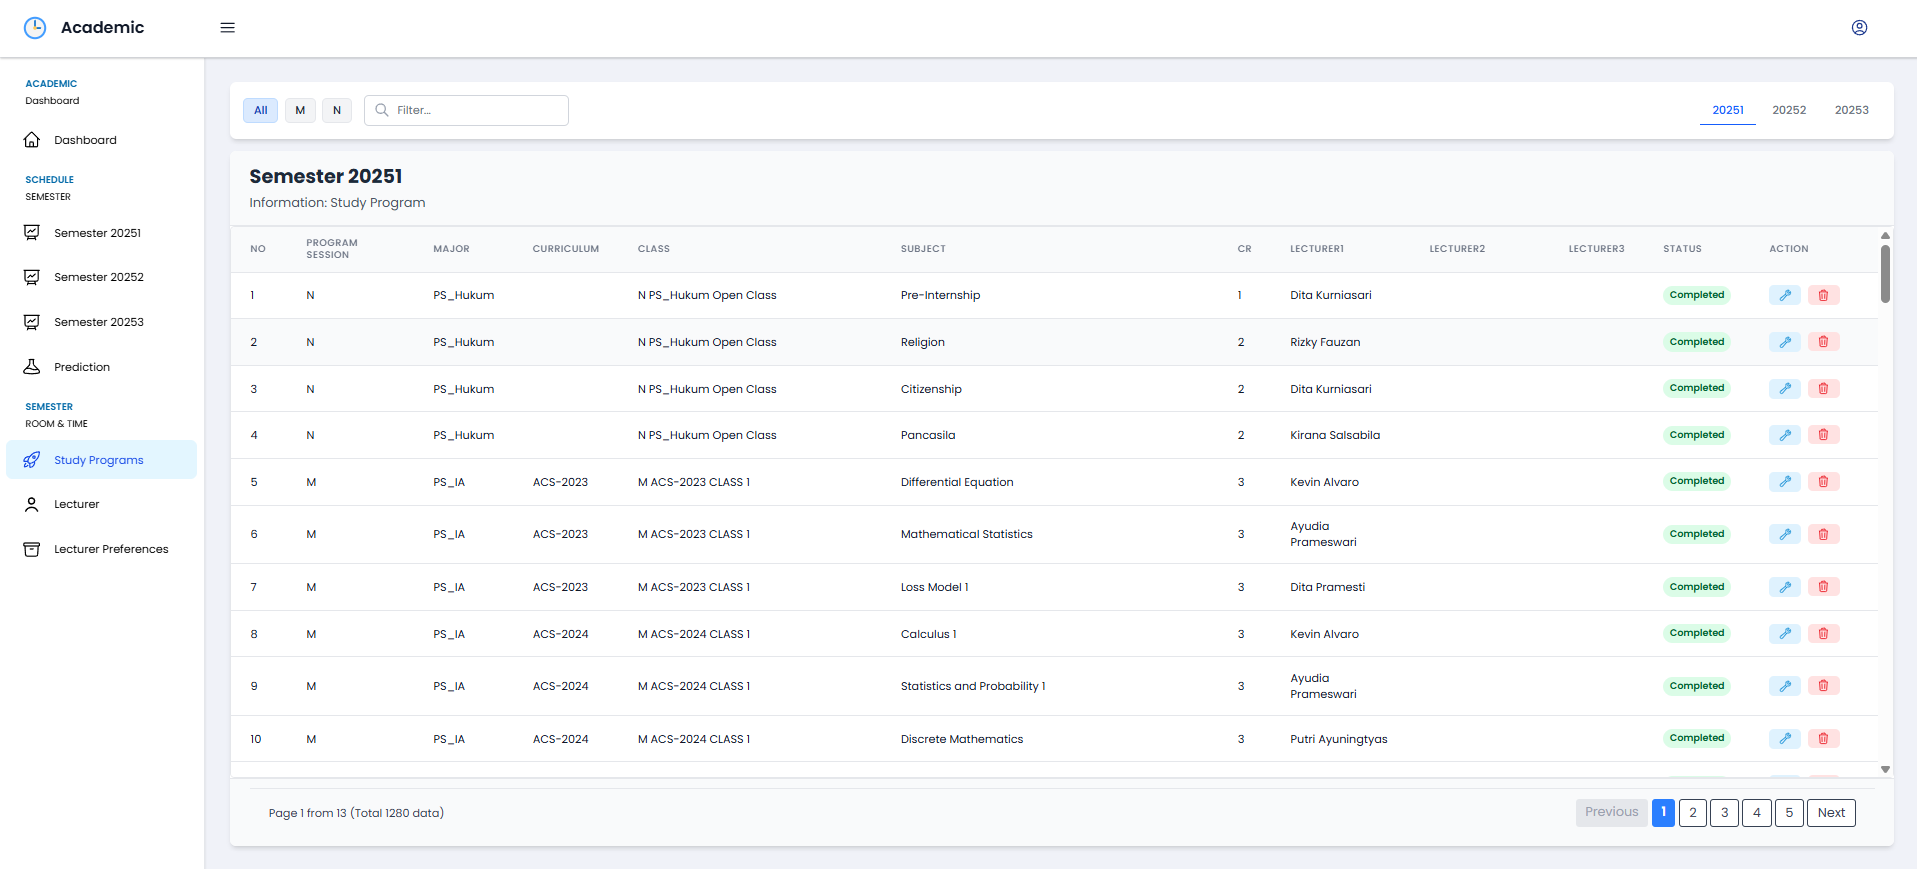 Academic
ACADEMIC
Dashboard
Dashboard
SCHEDULE
SEMESTER
Semester 20251
Semester 20252
Semester 20253
Prediction
SEMESTER
ROOM & TIME
Study Programs
Lecturer
Lecturer Preferences
All M N Filter... 20251 20252 20253
Semester 20251
Information: Study Program
NO PROGRAM SESSION MAJOR CURRICULUM CLASS SUBJECT CR LECTURER1 LECTURER2 LECTURER3 STATUS ACTION
1 N PS_Hukum N PS_Hukum Open Class Pre-Internship 1 Dita Kurniasari Completed
2 N PS_Hukum N PS_Hukum Open Class Religion 2 Rizky Fauzan Completed
3 N PS_Hukum N PS_Hukum Open Class Citizenship 2 Dita Kurniasari Completed
4 N PS_Hukum N PS_Hukum Open Class Pancasila 2 Kirana Salsabila Completed
5 M PS_IA ACS-2023 M ACS-2023 CLASS 1 Differential Equation 3 Kevin Alvaro Completed
6 M PS_IA ACS-2023 M ACS-2023 CLASS 1 Mathematical Statistics 3 Ayudia Prameswari Completed
7 M PS_IA ACS-2023 M ACS-2023 CLASS 1 Loss Model 1 3 Dita Pramesti Completed
8 M PS_IA ACS-2024 M ACS-2024 CLASS 1 Calculus 1 3 Kevin Alvaro Completed
9 M PS_IA ACS-2024 M ACS-2024 CLASS 1 Statistics and Probability 1 3 Ayudia Prameswari Completed
10 M PS_IA ACS-2024 M ACS-2024 CLASS 1 Discrete Mathematics 3 Putri Ayuningtyas Completed
Page 1 from 13 (Total 1280 data) Previous 1 2 3 4 5 Next